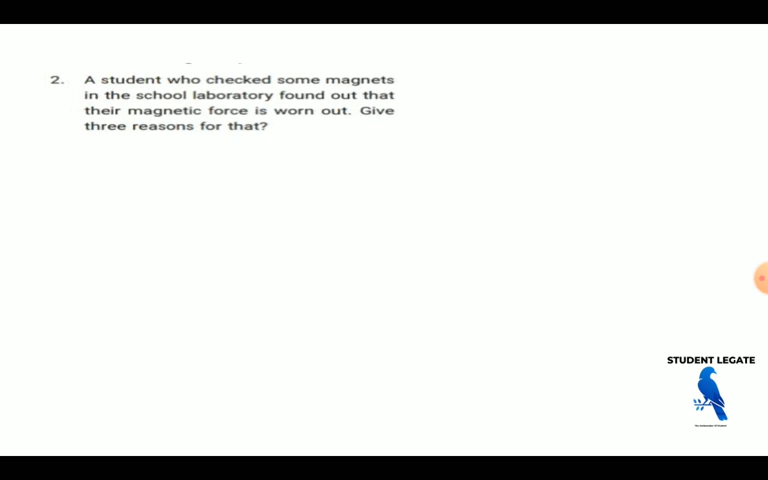 2. A student who checked some magnets
in the school laboratory found out that
their magnetic force is worn out. Give
three reasons for that?
STUDENT LEGATE